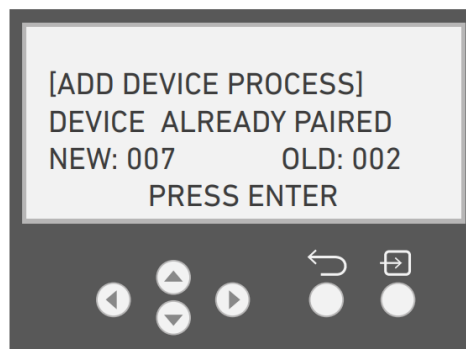 [ADD DEVICE PROCESS]
DEVICE ALREADY PAIRED
NEW: 007 OLD: 002
PRESS ENTER